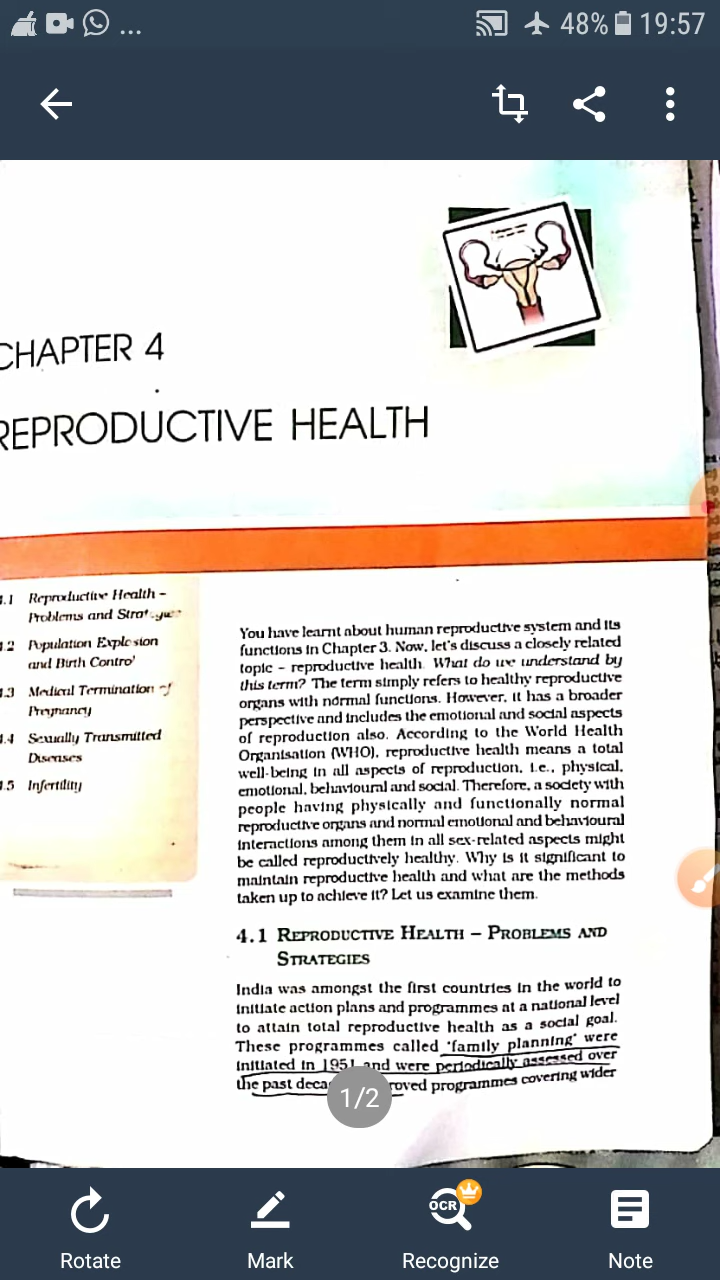 ... 48% 19:57
CHAPTER 4
REPRODUCTIVE HEALTH
4.1 Reproductive Health –
Problems and Strategies
4.2 Population Explosion
and Birth Control
4.3 Medical Termination of
Pregnancy
4.4 Sexually Transmitted
Diseases
4.5 Infertility
You have learnt about human reproductive system and its
functions in Chapter 3. Now, let's discuss a closely related
topic – reproductive health. What do we understand by
this term? The term simply refers to healthy reproductive
organs with normal functions. However, it has a broader
perspective and includes the emotional and social aspects
of reproduction also. According to the World Health
Organisation (WHO), reproductive health means a total
well-being in all aspects of reproduction, i.e., physical,
emotional, behavioural and social. Therefore, a society with
people having physically and functionally normal
reproductive organs and normal emotional and behavioural
interactions among them in all sex-related aspects might
be called reproductively healthy. Why is it significant to
maintain reproductive health and what are the methods
taken up to achieve it? Let us examine them.
4.1 REPRODUCTIVE HEALTH – PROBLEMS AND
STRATEGIES
India was amongst the first countries in the world to
initiate action plans and programmes at a national level
to attain total reproductive health as a social goal.
These programmes called 'family planning' were
initiated in 1951 and were periodically assessed over
the past programmes covering wider
1/2
OCR
Rotate Mark Recognize Note